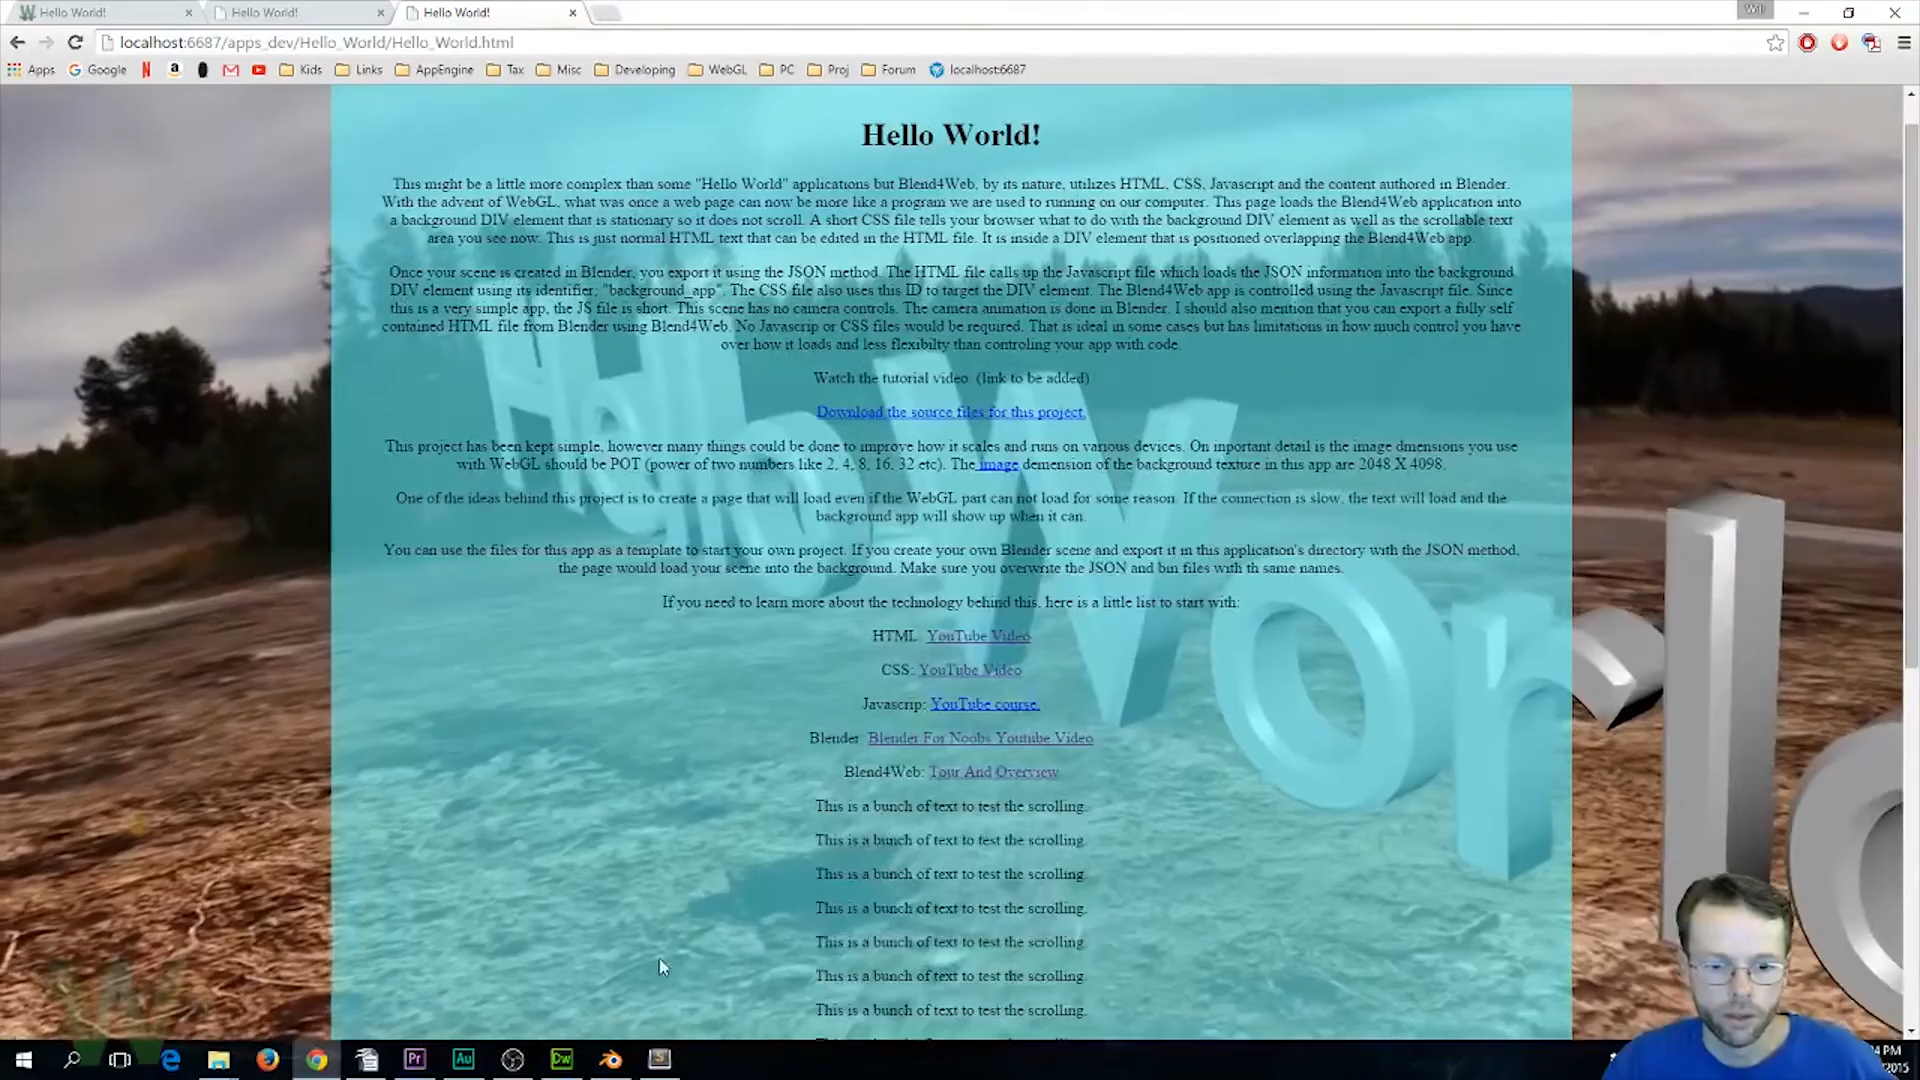 Hello World!
Hello World!
Hello World!
Will
localhost:6687/apps_dev/Hello_World/Hello_World.html
Apps Google Kids Links AppEngine Tax Misc Developing WebGL PC Proj Forum localhost:6687
Hello World!
This might be a little more complex than some "Hello World" applications but Blend4Web, by its nature, utilizes HTML, CSS, Javascript and the content authored in Blender.
With the advent of WebGL, what was once a web page can now be more like a program we are used to running on our computer. This page loads the Blend4Web application into
a background DIV element that is stationary so it does not scroll. A short CSS file tells your browser what to do with the background DIV element as well as the scrollable text
area you see now. This is just normal HTML text that can be edited in the HTML file. It is inside a DIV element that is positioned overlapping the Blend4Web app.
Once your scene is created in Blender, you export it using the JSON method. The HTML file calls up the Javascript file which loads the JSON information into the background
DIV element using its identifier; "background_app". The CSS file also uses this ID to target the DIV element. The Blend4Web app is controlled using the Javascript file. Since
this is a very simple app, the JS file is short. This scene has no camera controls. The camera animation is done in Blender. I should also mention that you can export a fully self
contained HTML file from Blender using Blend4Web. No Javascrip or CSS files would be required. That is ideal in some cases but has limitations in how much control you have
over how it loads and less flexibilty than controling your app with code.
Watch the tutorial video (link to be added)
Download the source files for this project.
This project has been kept simple, however many things could be done to improve how it scales and runs on various devices. On inportant detail is the image dmensions you use
with WebGL should be POT (power of two numbers like 2, 4, 8, 16, 32 etc). The image demension of the background texture in this app are 2048 X 4098.
One of the ideas behind this project is to create a page that will load even if the WebGL part can not load for some reason. If the connection is slow, the text will load and the
background app will show up when it can.
You can use the files for this app as a template to start your own project. If you create your own Blender scene and export it in this application's directory with the JSON method,
the page would load your scene into the background. Make sure you overwrite the JSON and bin files with th same names.
If you need to learn more about the technology behind this, here is a little list to start with:
HTML: YouTube Video
CSS: YouTube Video
Javascrip: YouTube course.
Blender: Blender For Noobs Youtube Video
Blend4Web: Tour And Overview
This is a bunch of text to test the scrolling.
This is a bunch of text to test the scrolling.
This is a bunch of text to test the scrolling.
This is a bunch of text to test the scrolling.
This is a bunch of text to test the scrolling.
This is a bunch of text to test the scrolling.
This is a bunch of text to test the scrolling.
Hello World
Pr Au Dw S
4 PM
2015